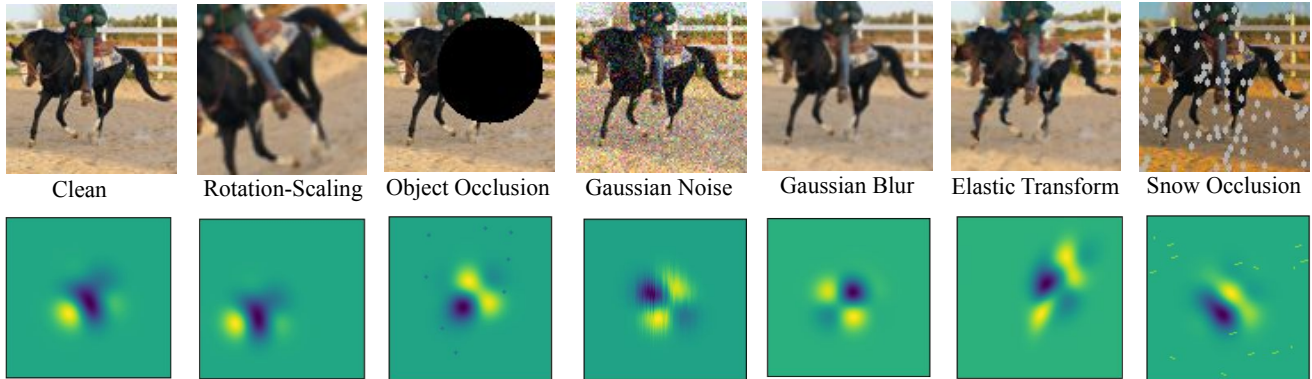 Clean
Rotation-Scaling
Object Occlusion
Gaussian Noise
Gaussian Blur
Elastic Transform
Snow Occlusion